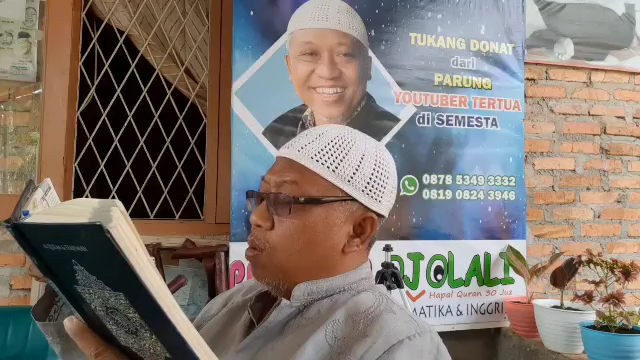 TUKANG DONAT
dari
PARUNG
YOUTUBER TERTUA
di SEMESTA
0878 5349 3332
0819 0824 3946
OJOLALI
Hapal Quran 30 Juz
MATIKA & INGGRI